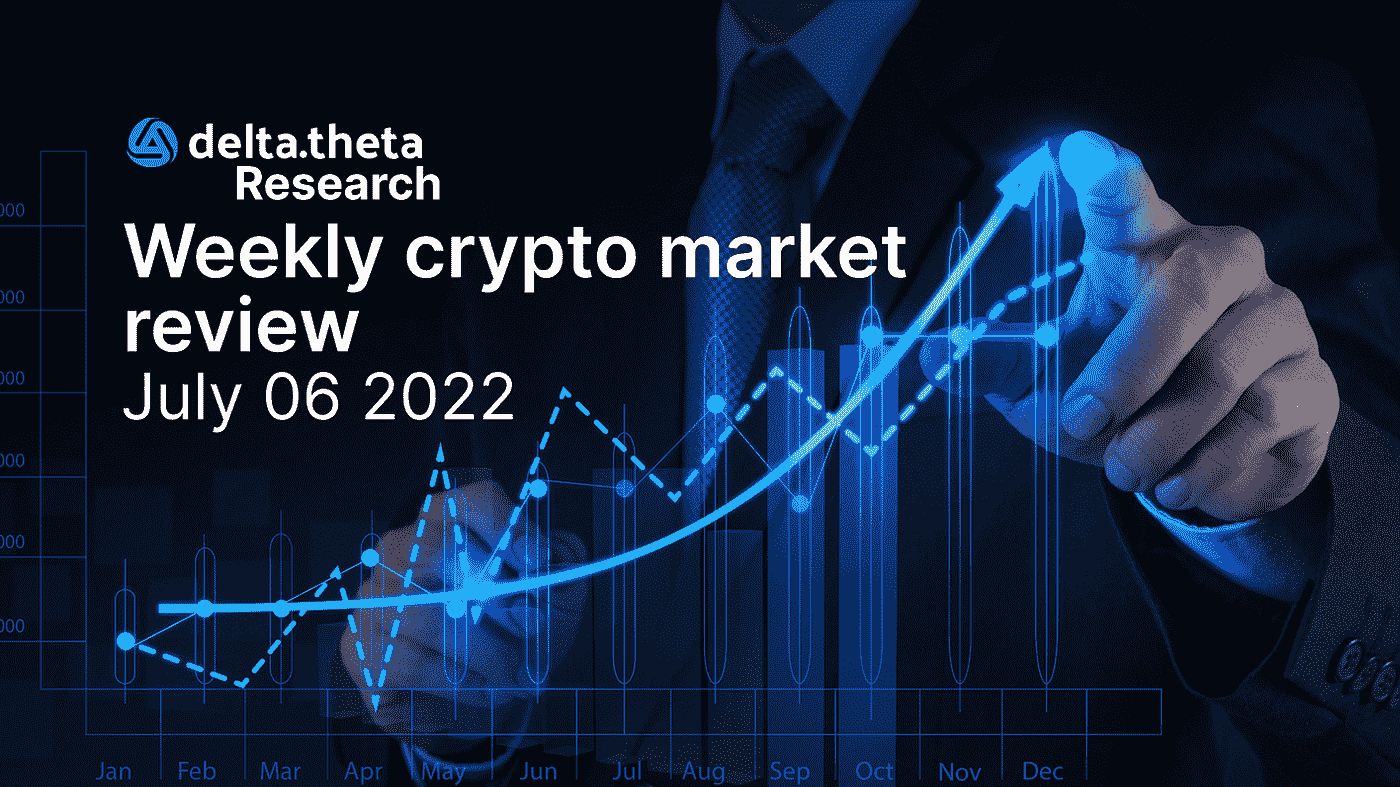 delta.theta
Research
Weekly crypto market
review
July 06 2022
000
000
000
000
000
000
Jan Feb Mar Apr May Jun Jul Aug Sep Oct Nov Dec